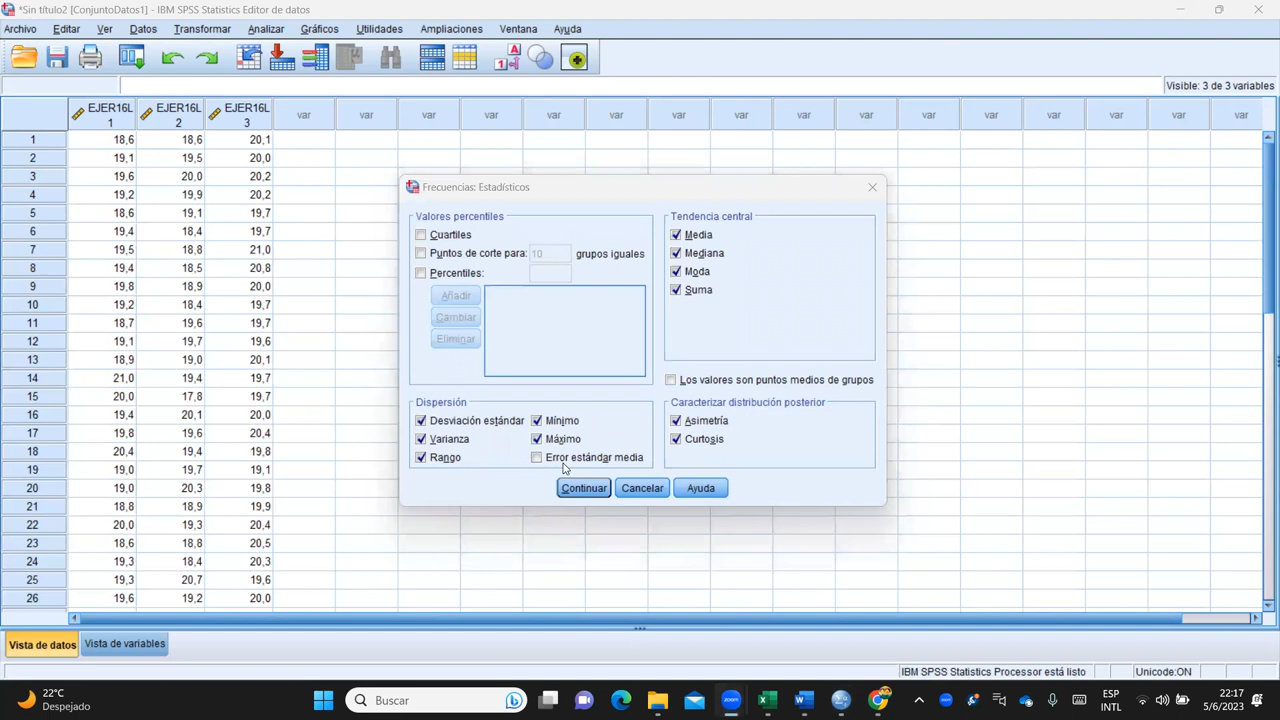 *Sin título2 [ConjuntoDatos1] - IBM SPSS Statistics Editor de datos
Archivo Editar Ver Datos Transformar Analizar Gráficos Utilidades Ampliaciones Ventana Ayuda
Visible: 3 de 3 variables
EJER16L1 EJER16L2 EJER16L3 var var var var var var var var var var var var var var var var
1 18,6 18,6 20,1
2 19,1 19,5 20,0
3 19,6 20,0 20,2
4 19,2 19,9 20,2
5 18,6 19,1 19,7
6 19,4 18,4 19,7
7 19,5 18,8 21,0
8 19,4 18,5 20,8
9 19,8 18,9 20,0
10 19,2 18,4 19,7
11 18,7 19,6 19,7
12 19,1 19,7 19,6
13 18,9 19,0 20,1
14 21,0 19,4 19,7
15 20,0 17,8 19,7
16 19,4 20,1 20,0
17 19,8 19,6 20,4
18 20,4 19,4 19,8
19 19,0 19,7 19,1
20 19,0 20,3 19,8
21 18,8 18,9 19,9
22 20,0 19,3 20,4
23 18,6 18,8 20,5
24 19,3 18,4 20,3
25 19,3 20,7 19,6
26 19,6 19,2 20,0
Frecuencias: Estadísticos
Valores percentiles
Cuartiles
Puntos de corte para: 10 grupos iguales
Percentiles:
Añadir
Cambiar
Eliminar
Tendencia central
Media
Mediana
Moda
Suma
Los valores son puntos medios de grupos
Dispersión
Desviación estándar Mínimo
Varianza Máximo
Rango Error estándar media
Caracterizar distribución posterior
Asimetría
Curtosis
Continuar Cancelar Ayuda
Vista de datos Vista de variables
IBM SPSS Statistics Processor está listo Unicode:ON
22°C
Despejado
Buscar
ESP
INTL
22:17
5/6/2023